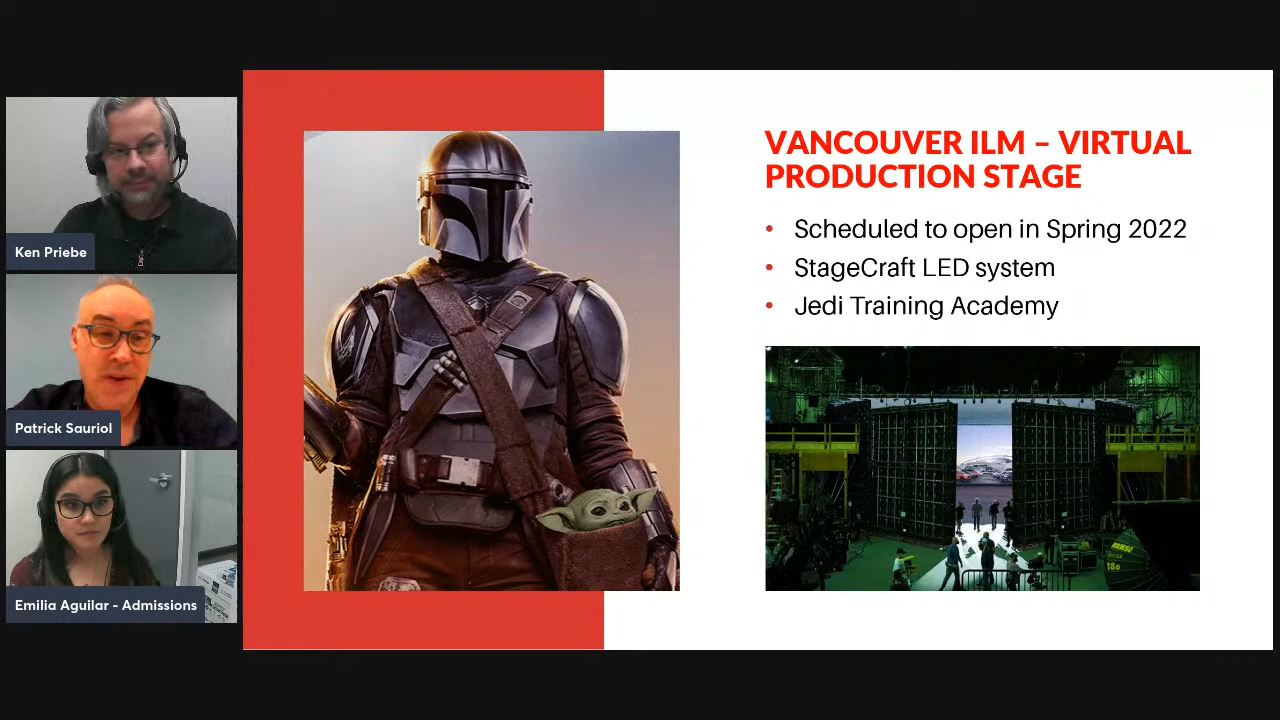 Ken Priebe
Patrick Sauriol
Emilia Aguilar - Admissions
VANCOUVER ILM – VIRTUAL
PRODUCTION STAGE
• Scheduled to open in Spring 2022
• StageCraft LED system
• Jedi Training Academy
18e